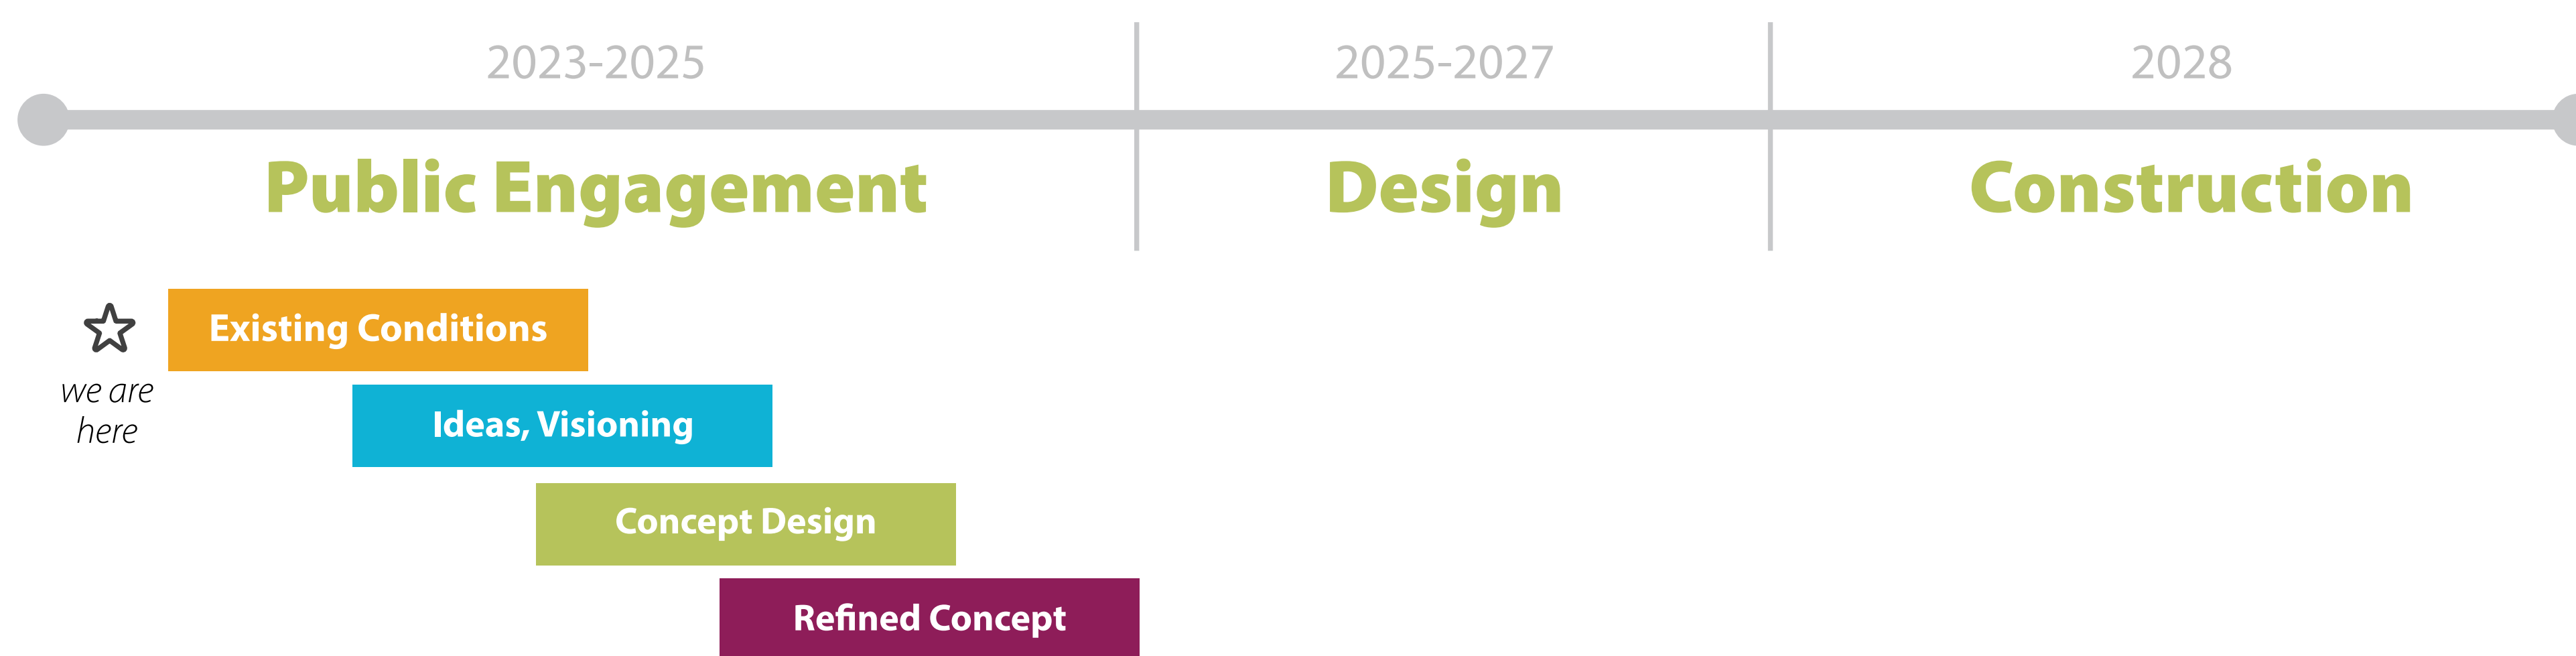 2023-2025
2025-2027
2028
Public Engagement
Design
Construction
Existing Conditions
we are
here
Ideas, Visioning
Concept Design
Refined Concept